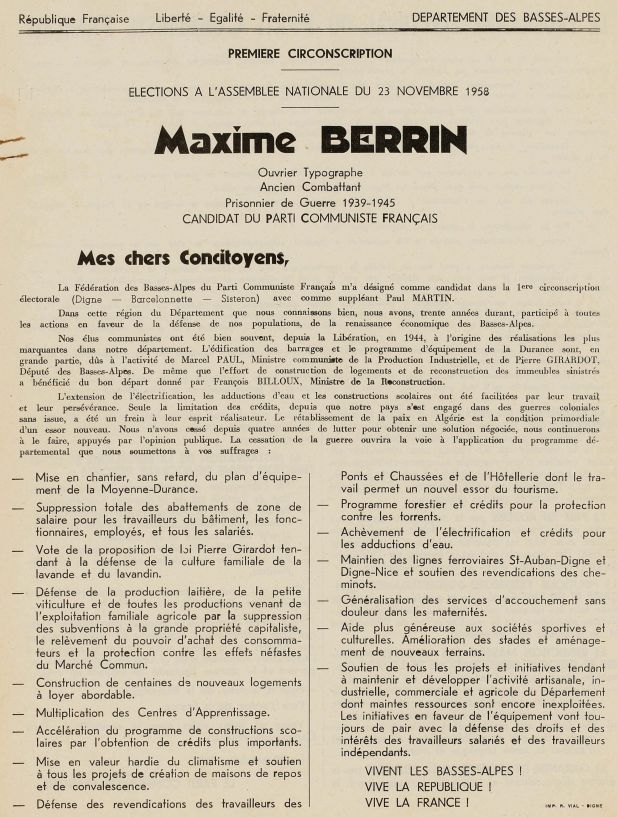 République Française Liberté - Egalité - Fraternité DEPARTEMENT DES BASSES-ALPES
PREMIERE CIRCONSCRIPTION
ELECTIONS A L'ASSEMBLEE NATIONALE DU 23 NOVEMBRE 1958
Maxime BERRIN
Ouvrier Typographe
Ancien Combattant
Prisonnier de Guerre 1939-1945
CANDIDAT DU PARTI COMMUNISTE FRANÇAIS
Mes chers Concitoyens,
La Fédération des Basses-Alpes du Parti Communiste Français m'a désigné comme candidat dans la 1ere circonscription
électorale (Digne — Barcelonnette — Sisteron) avec comme suppléant Paul MARTIN.
Dans cette région du Département que nous connaissons bien, nous avons, trente années durant, participé à toutes
les actions en faveur de la défense de nos populations, de la renaissance économique des Basses-Alpes.
Nos élus communistes ont été bien souvent, depuis la Libération, en 1944, à l'origine des réalisations les plus
marquantes dans notre département. L'édification des barrages et le programme d'équipement de la Durance sont, en
grande partie, dûs à l'activité de Marcel PAUL, Ministre communiste de la Production Industrielle, et de Pierre GIRARDOT,
Député des Basses-Alpes. De même que l'effort de construction de logements et de reconstruction des immeubles sinistrés
a bénéficié du bon départ donné par François BILLOUX, Ministre de la Reconstruction.
L'extension de l'électrification, les adductions d'eau et les constructions scolaires ont été facilitées par leur travail
et leur persévérance. Seule la limitation des crédits, depuis que notre pays s'est engagé dans des guerres coloniales
sans issue, a été un frein à leur esprit réalisateur. Le rétablissement de la paix en Algérie est la condition primordiale
d'un essor nouveau. Nous n'avons cessé depuis quatre années de lutter pour obtenir une solution négociée, nous continuerons
à le faire, appuyés par l'opinion publique. La cessation de la guerre ouvrira la voie à l'application du programme dé-
partemental que nous soumettons à vos suffrages :
— Mise en chantier, sans retard, du plan d'équipe-
ment de la Moyenne-Durance.
— Suppression totale des abattements de zone de
salaire pour les travailleurs du bâtiment, les fonc-
tionnaires, employés, et tous les salariés.
— Vote de la proposition de loi Pierre Girardot ten-
dant à la défense de la culture familiale de la
lavande et du lavandin.
— Défense de la production laitière, de la petite
viticulture et de toutes les productions venant de
l'exploitation familiale agricole par la suppression
des subventions à la grande propriété capitaliste,
le relèvement du pouvoir d'achat des consomma-
teurs et la protection contre les effets néfastes
du Marché Commun.
— Construction de centaines de nouveaux logements
à loyer abordable.
— Multiplication des Centres d'Apprentissage.
— Accélération du programme de constructions sco-
laires par l'obtention de crédits plus importants.
— Mise en valeur hardie du climatisme et soutien
à tous les projets de création de maisons de repos
et de convalescence.
— Défense des revendications des travailleurs des
Ponts et Chaussées et de l'Hôtellerie dont le tra-
vail permet un nouvel essor du tourisme.
— Programme forestier et crédits pour la protection
contre les torrents.
— Achèvement de l'électrification et crédits pour
les adductions d'eau.
— Maintien des lignes ferroviaires St-Auban-Digne et
Digne-Nice et soutien des revendications des che-
minots.
— Généralisation des services d'accouchement sans
douleur dans les maternités.
— Aide plus généreuse aux sociétés sportives et
culturelles. Amélioration des stades et aménage-
ment de nouveaux terrains.
— Soutien de tous les projets et initiatives tendant
à maintenir et développer l'activité artisanale, in-
dustrielle, commerciale et agricole du Département
dont maintes ressources sont encore inexploitées.
Les initiatives en faveur de l'équipement vont tou-
jours de pair avec la défense des droits et des
intérêts des travailleurs salariés et des travailleurs
indépendants.
VIVENT LES BASSES-ALPES !
VIVE LA REPUBLIQUE !
VIVE LA FRANCE !
IMP. R. VIAL - DIGNE